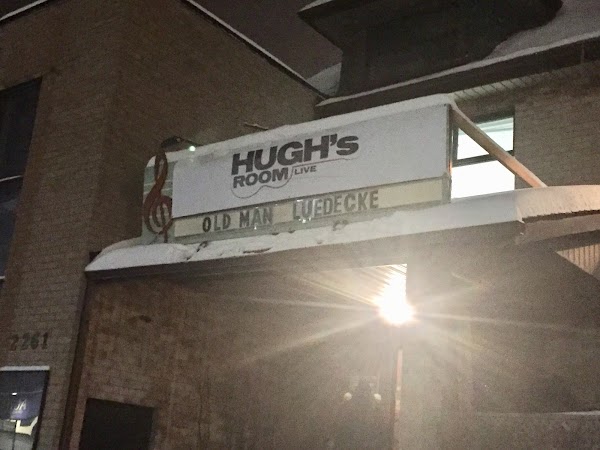 HUGH's
ROOM LIVE
OLD MAN LUEDECKE
2261